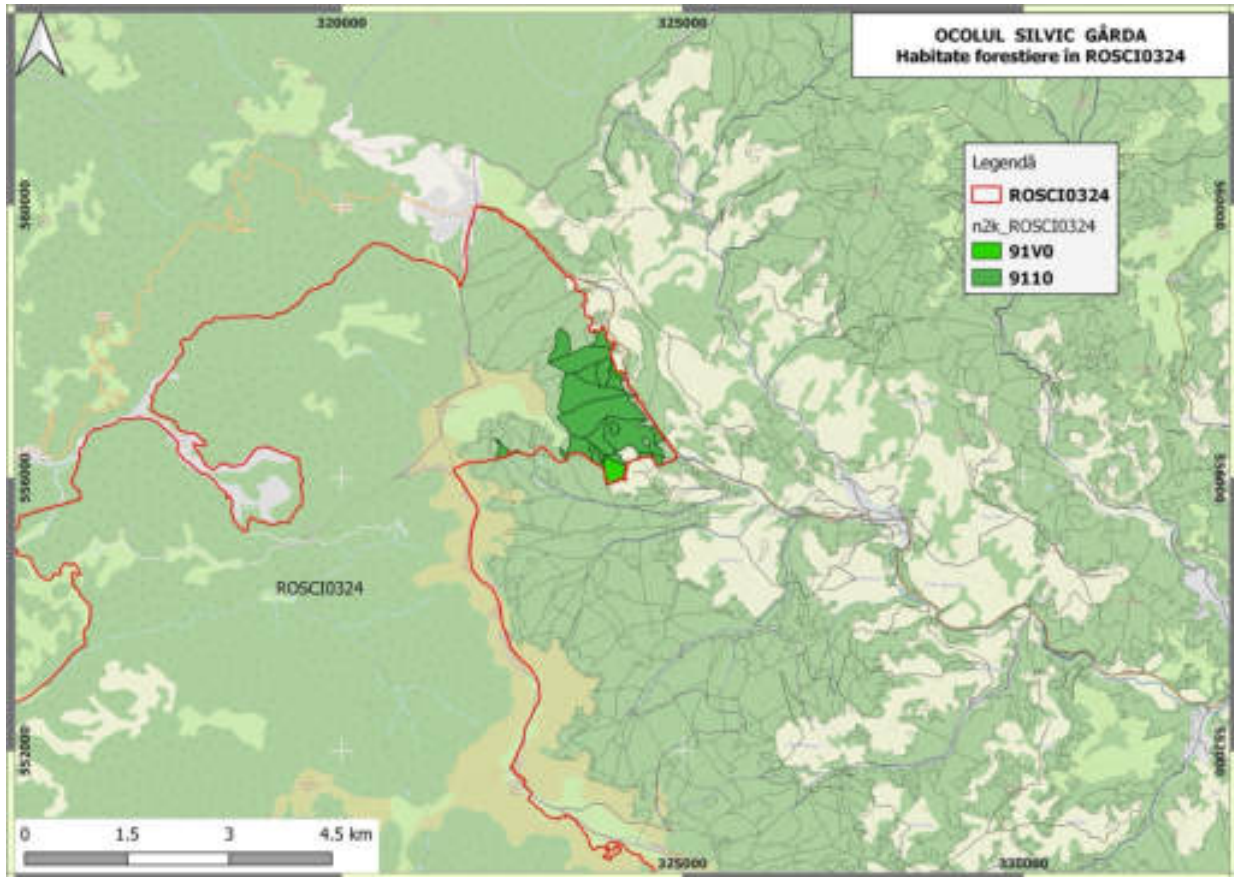 320000
325000
OCOLUL SILVIC GÂRDA
Habitate forestiere în ROSCI0324
Legendă
ROSCI0324
n2k_ROSCI0324
91V0
9110
560000
560000
556000
556000
ROSCI0324
552000
552000
0 1.5 3 4.5 km
325000
330000